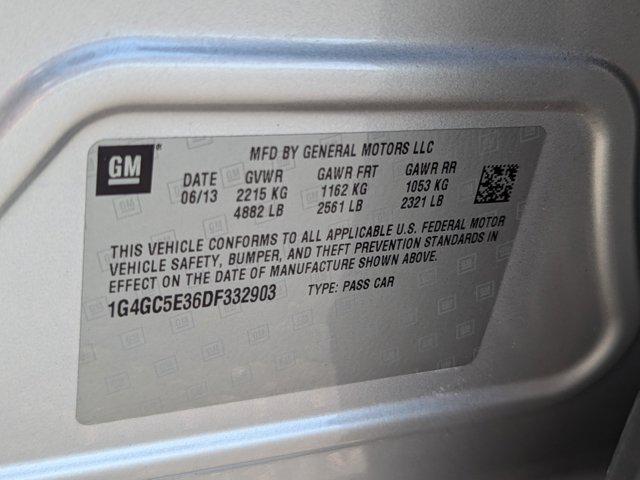 GM
MFD BY GENERAL MOTORS LLC
DATE GVWR GAWR FRT GAWR RR
06/13 2215 KG 1162 KG 1053 KG
4882 LB 2561 LB 2321 LB
THIS VEHICLE CONFORMS TO ALL APPLICABLE U.S. FEDERAL MOTOR
VEHICLE SAFETY, BUMPER, AND THEFT PREVENTION STANDARDS IN
EFFECT ON THE DATE OF MANUFACTURE SHOWN ABOVE.
1G4GC5E36DF332903 TYPE: PASS CAR